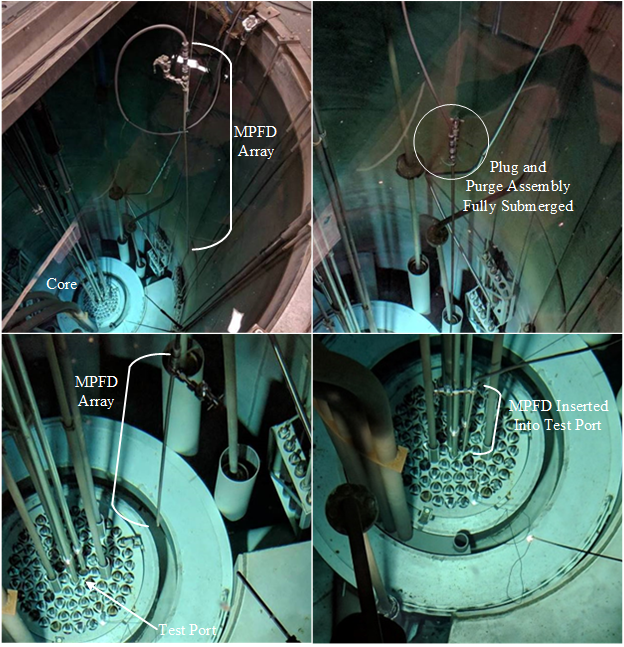 MPFD
Array
Core
Plug and
Purge Assembly
Fully Submerged
MPFD
Array
Test Port
MPFD Inserted
Into Test Port